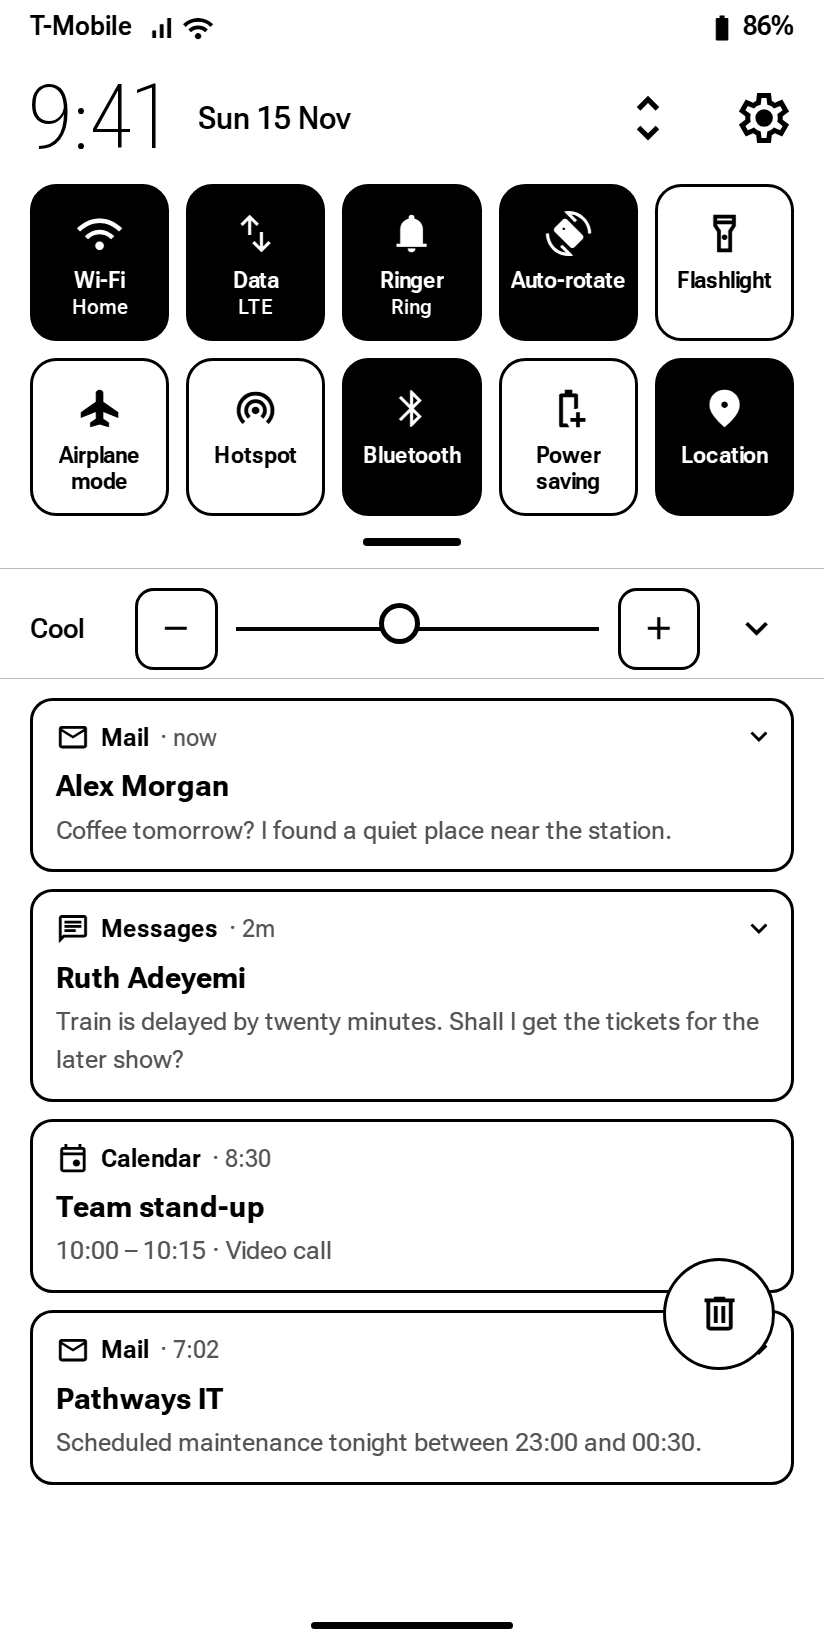 T-Mobile 86%
9:41 Sun 15 Nov
Wi-Fi Data Ringer Auto-rotate Flashlight
Home LTE Ring
Airplane Hotspot Bluetooth Power Location
mode saving
Cool
Mail · now
Alex Morgan
Coffee tomorrow? I found a quiet place near the station.
Messages · 2m
Ruth Adeyemi
Train is delayed by twenty minutes. Shall I get the tickets for the
later show?
Calendar · 8:30
Team stand-up
10:00 – 10:15 · Video call
Mail · 7:02
Pathways IT
Scheduled maintenance tonight between 23:00 and 00:30.